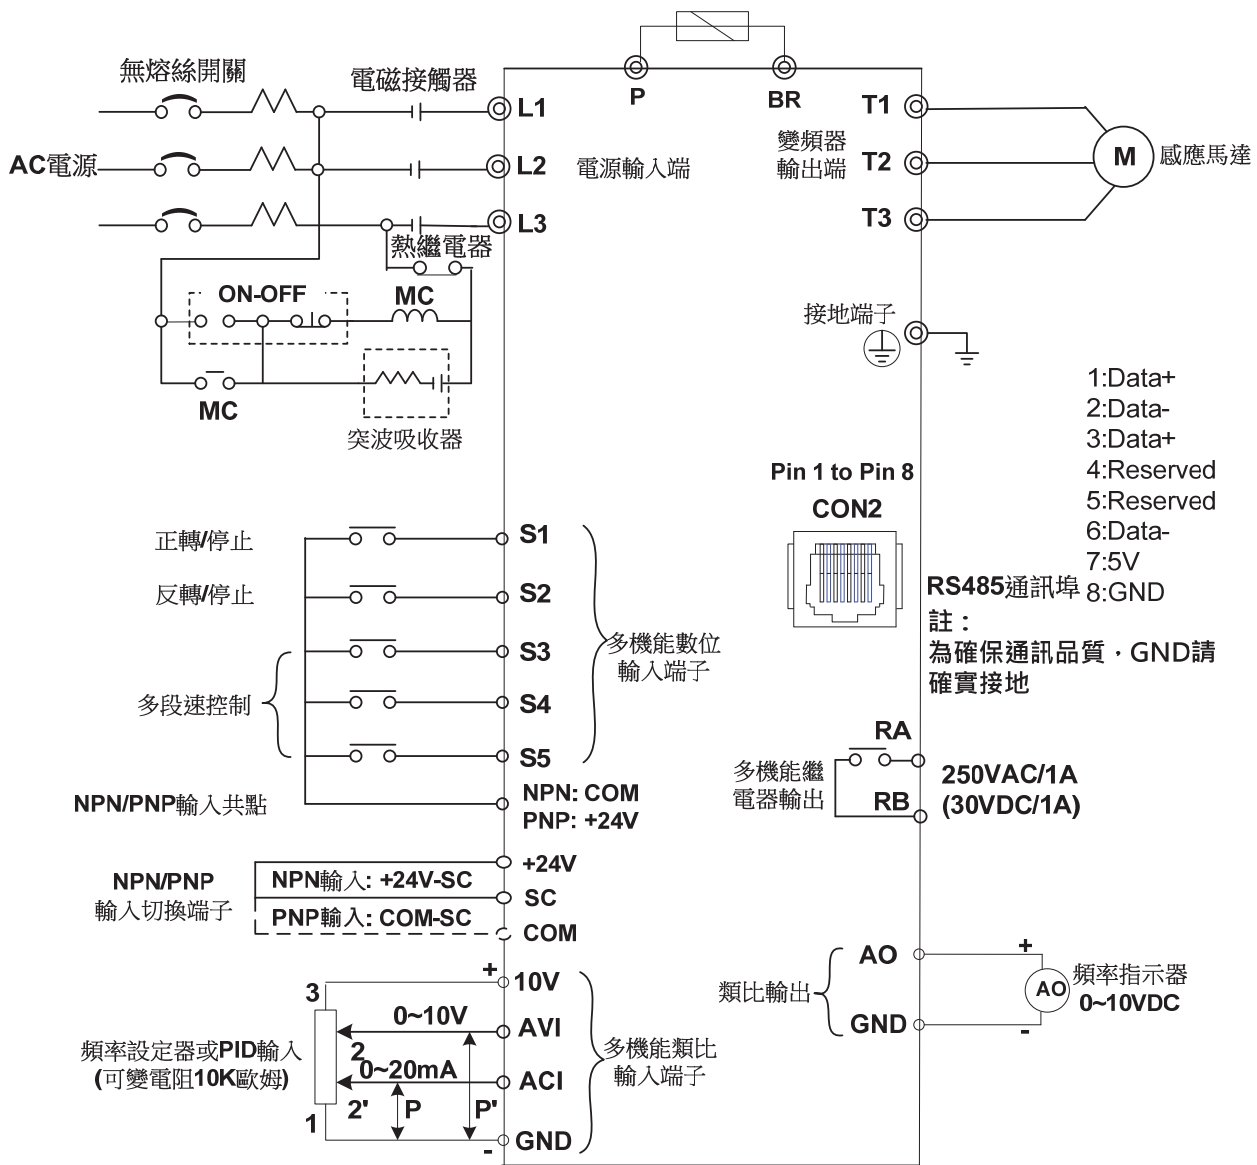 無熔絲開關
電磁接觸器
AC電源
L1
L2
L3
電源輸入端
P
BR
變頻器
輸出端
T1
T2
T3
M
感應馬達
熱繼電器
ON-OFF
MC
MC
突波吸收器
接地端子
Pin 1 to Pin 8
CON2
1:Data+
2:Data-
3:Data+
4:Reserved
5:Reserved
6:Data-
7:5V
8:GND
RS485通訊埠
註：
為確保通訊品質，GND請
確實接地
正轉/停止
反轉/停止
多段速控制
S1
S2
S3
S4
S5
多機能數位
輸入端子
NPN/PNP輸入共點
NPN: COM
PNP: +24V
多機能繼
電器輸出
RA
RB
250VAC/1A
(30VDC/1A)
NPN/PNP
輸入切換端子
NPN輸入: +24V-SC
PNP輸入: COM-SC
+24V
SC
COM
頻率設定器或PID輸入
(可變電阻10K歐姆)
3
2
2'
1
0~10V
0~20mA
P
P'
+
-
10V
AVI
ACI
GND
多機能類比
輸入端子
類比輸出
AO
GND
+
-
AO
頻率指示器
0~10VDC